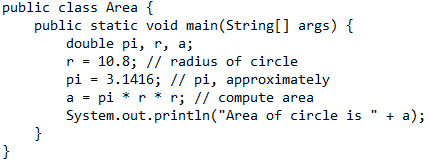 public class Area {
    public static void main(String[] args) {
        double pi, r, a;
        r = 10.8; // radius of circle
        pi = 3.1416; // pi, approximately
        a = pi * r * r; // compute area
        System.out.println("Area of circle is " + a);
    }
}